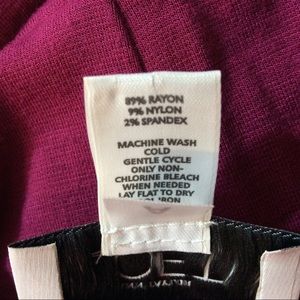 89% RAYON
9% NYLON
2% SPANDEX
MACHINE WASH
COLD
GENTLE CYCLE
ONLY NON-
CHLORINE BLEACH
WHEN NEEDED
LAY FLAT TO DRY